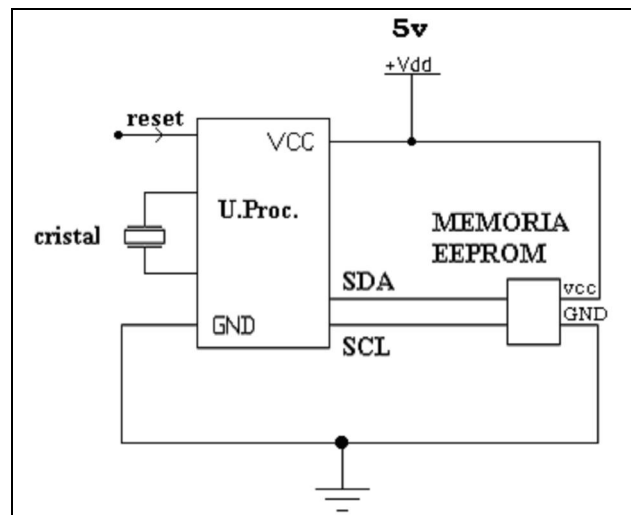 5v
+Vdd
reset
VCC
U.Proc.
cristal
MEMORIA
EEPROM
SDA
vcc
GND
GND
SCL